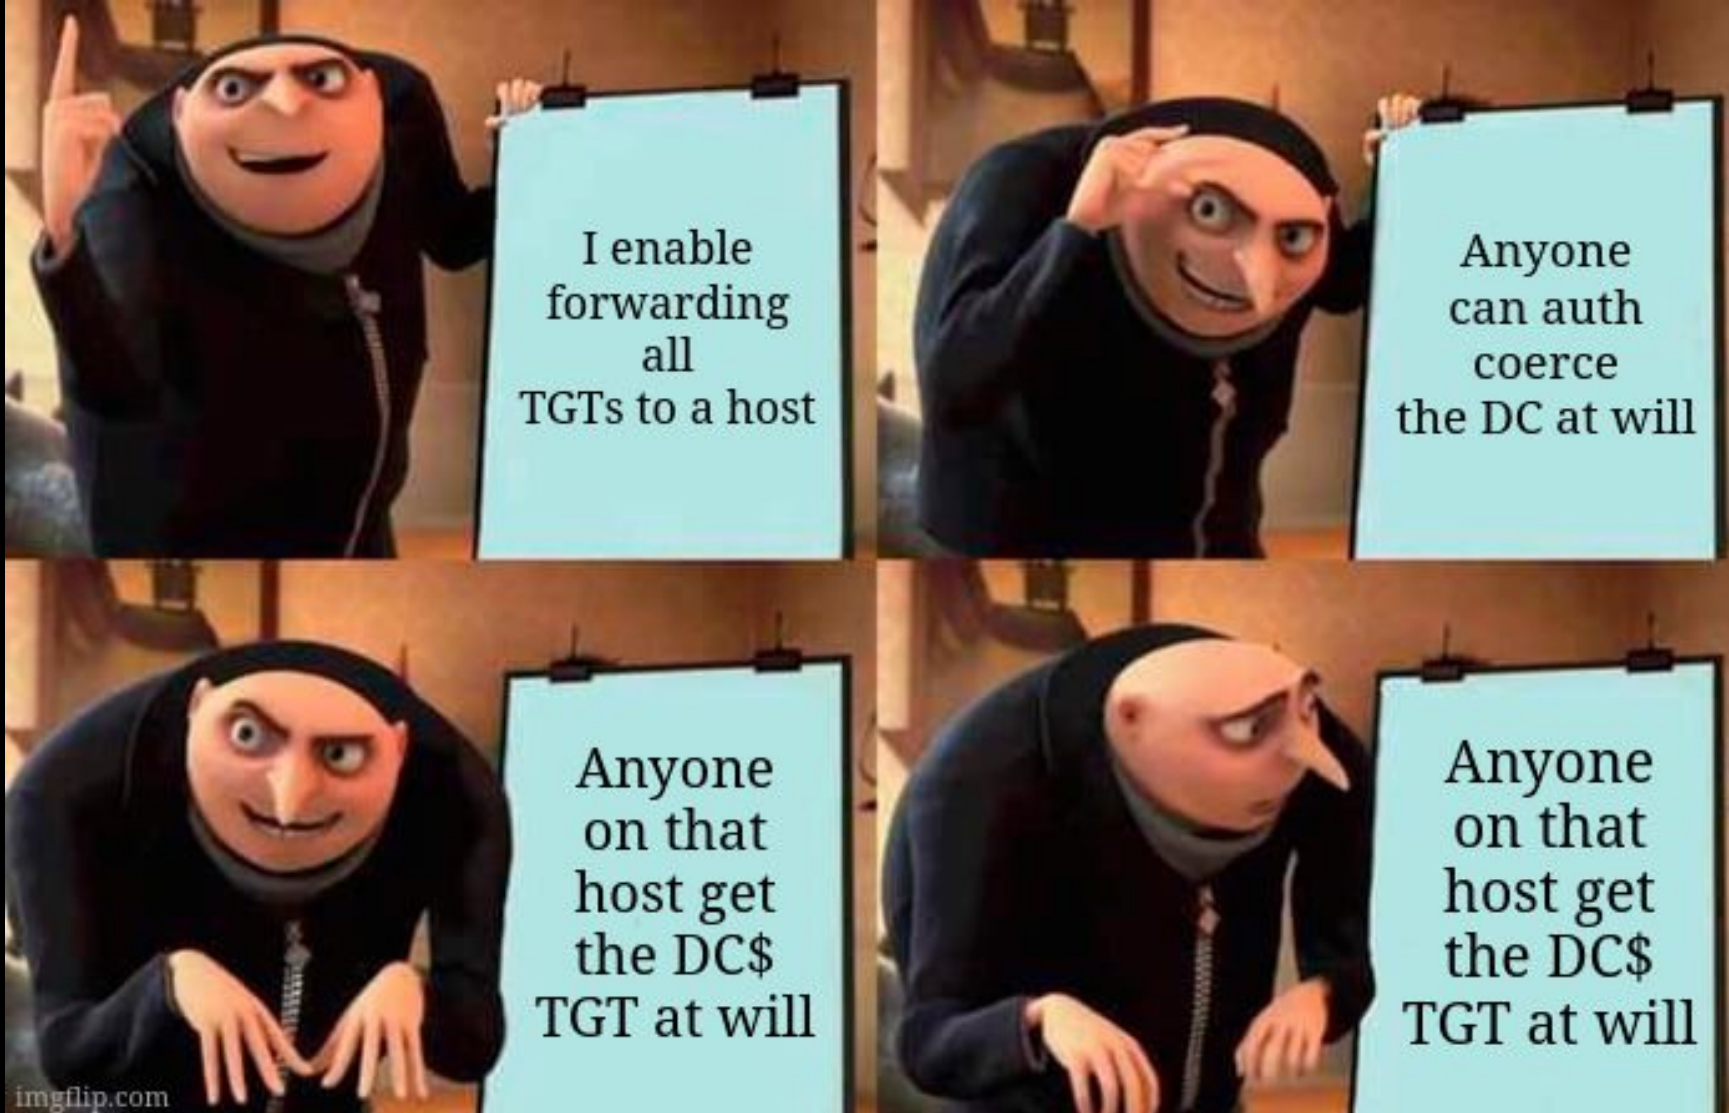 I enable
forwarding
all
TGTs to a host
Anyone
can auth
coerce
the DC at will
Anyone
on that
host get
the DC$
TGT at will
Anyone
on that
host get
the DC$
TGT at will
imgflip.com